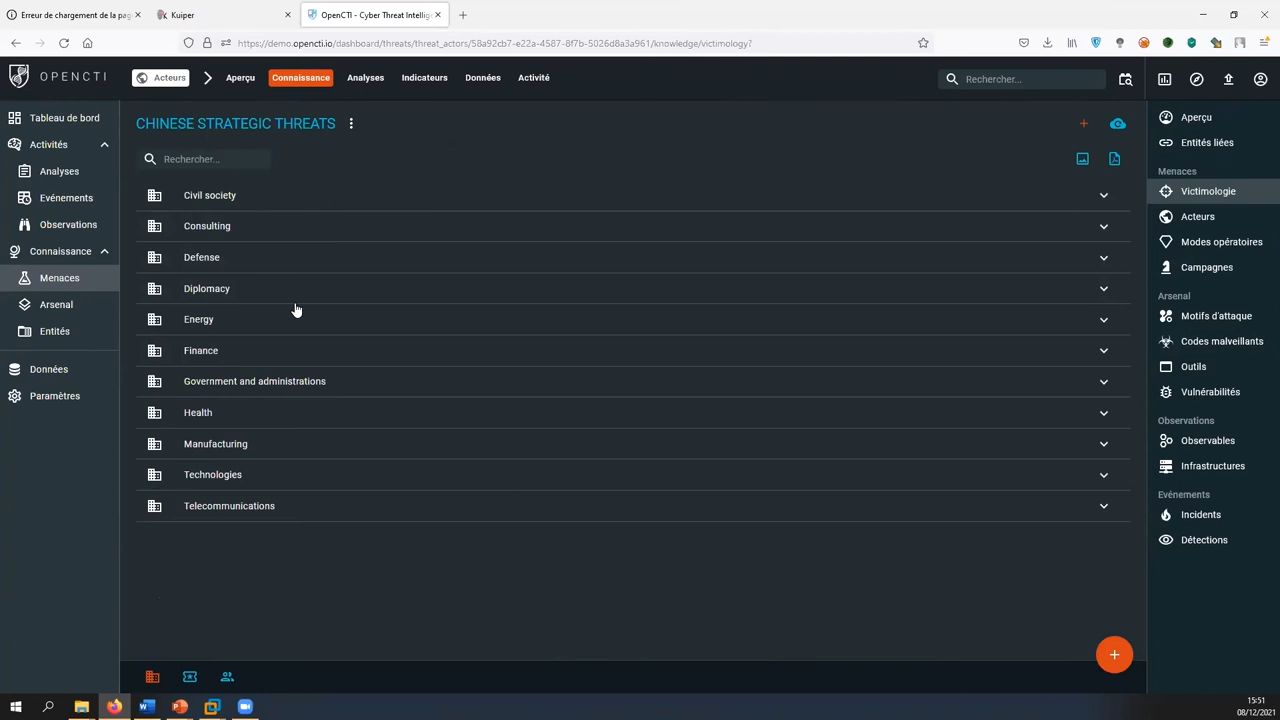 Erreur de chargement de la pag
Kuiper
OpenCTI - Cyber Threat Intellig
https://demo.opencti.io/dashboard/threats/threat_actors/58a92cb7-e22a-4587-8f7b-5026d8a3a961/knowledge/victimology?
OPENCTI
Acteurs
Aperçu
Connaissance
Analyses
Indicateurs
Données
Activité
Rechercher...
Tableau de bord
Activités
Analyses
Evénements
Observations
Connaissance
Menaces
Arsenal
Entités
Données
Paramètres
CHINESE STRATEGIC THREATS
Rechercher...
Civil society
Consulting
Defense
Diplomacy
Energy
Finance
Government and administrations
Health
Manufacturing
Technologies
Telecommunications
Aperçu
Entités liées
Menaces
Victimologie
Acteurs
Modes opératoires
Campagnes
Arsenal
Motifs d'attaque
Codes malveillants
Outils
Vulnérabilités
Observations
Observables
Infrastructures
Evénements
Incidents
Détections
15:51
08/12/2021